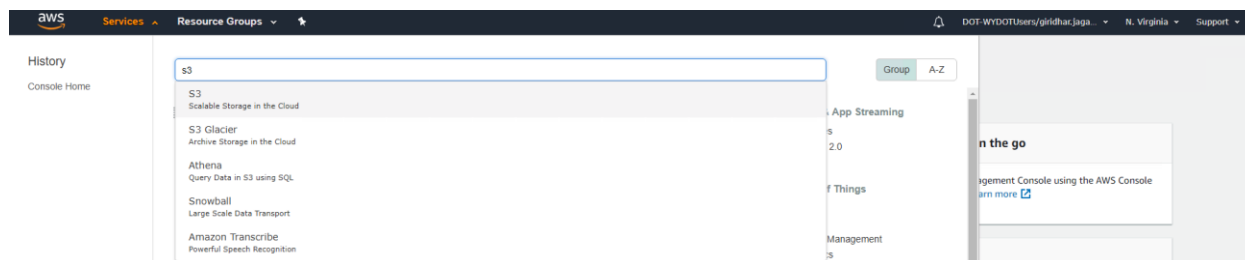 aws Services Resource Groups DOT-WYDOTUsers/giridhar.jaga... N. Virginia Support
History
Console Home
s3
Group A-Z
S3
Scalable Storage in the Cloud
S3 Glacier
Archive Storage in the Cloud
Athena
Query Data in S3 using SQL
Snowball
Large Scale Data Transport
Amazon Transcribe
Powerful Speech Recognition
App Streaming
2.0
f Things
Management
n the go
agement Console using the AWS Console
arn more